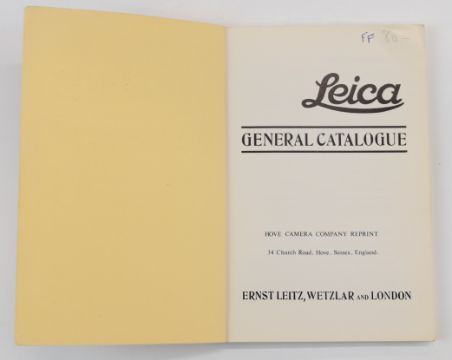 FF 80-
Leica
GENERAL CATALOGUE
HOVE CAMERA COMPANY REPRINT
34 Church Road, Hove, Sussex, England.
ERNST LEITZ, WETZLAR AND LONDON